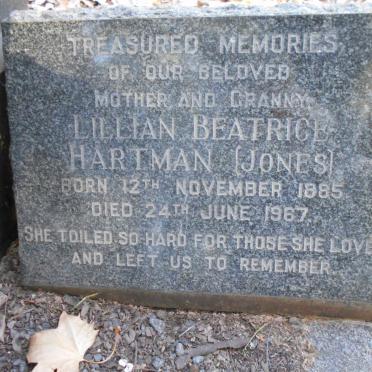 TREASURED MEMORIES
OF OUR BELOVED
MOTHER AND GRANNY
LILLIAN BEATRICE
HARTMAN (JONES)
BORN 12TH NOVEMBER 1885
DIED 24TH JUNE 1967.
SHE TOILED SO HARD FOR THOSE SHE LOVE
AND LEFT US TO REMEMBER.